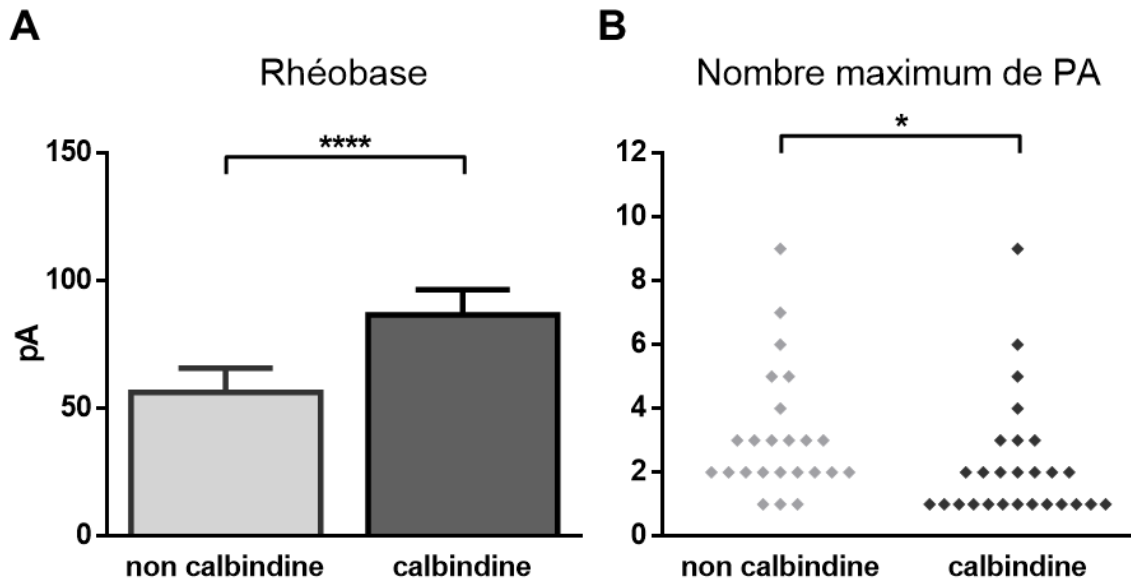 A
B
Rhéobase
Nombre maximum de PA
****
*
150
100
50
0
pA
non calbindine
calbindine
12
10
8
6
4
2
0
non calbindine
calbindine